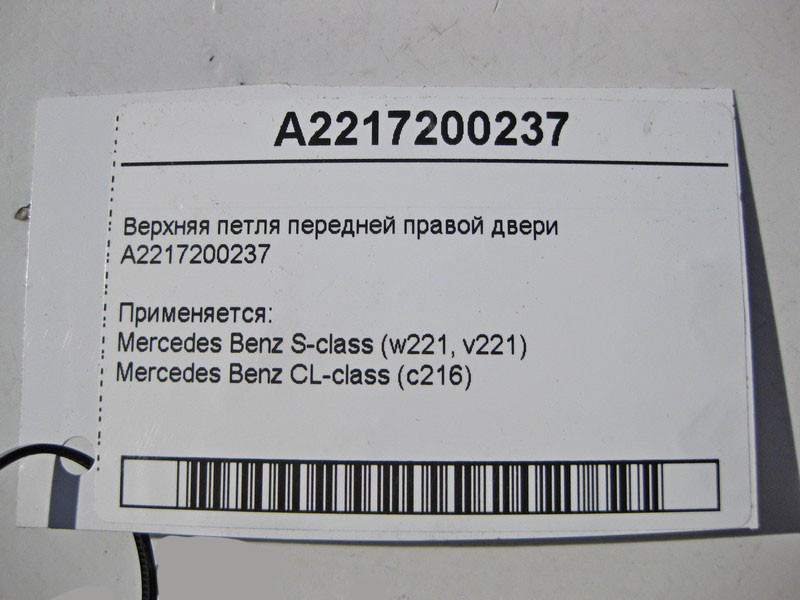 A2217200237
Верхняя петля передней правой двери
A2217200237
Применяется:
Mercedes Benz S-class (w221, v221)
Mercedes Benz CL-class (c216)